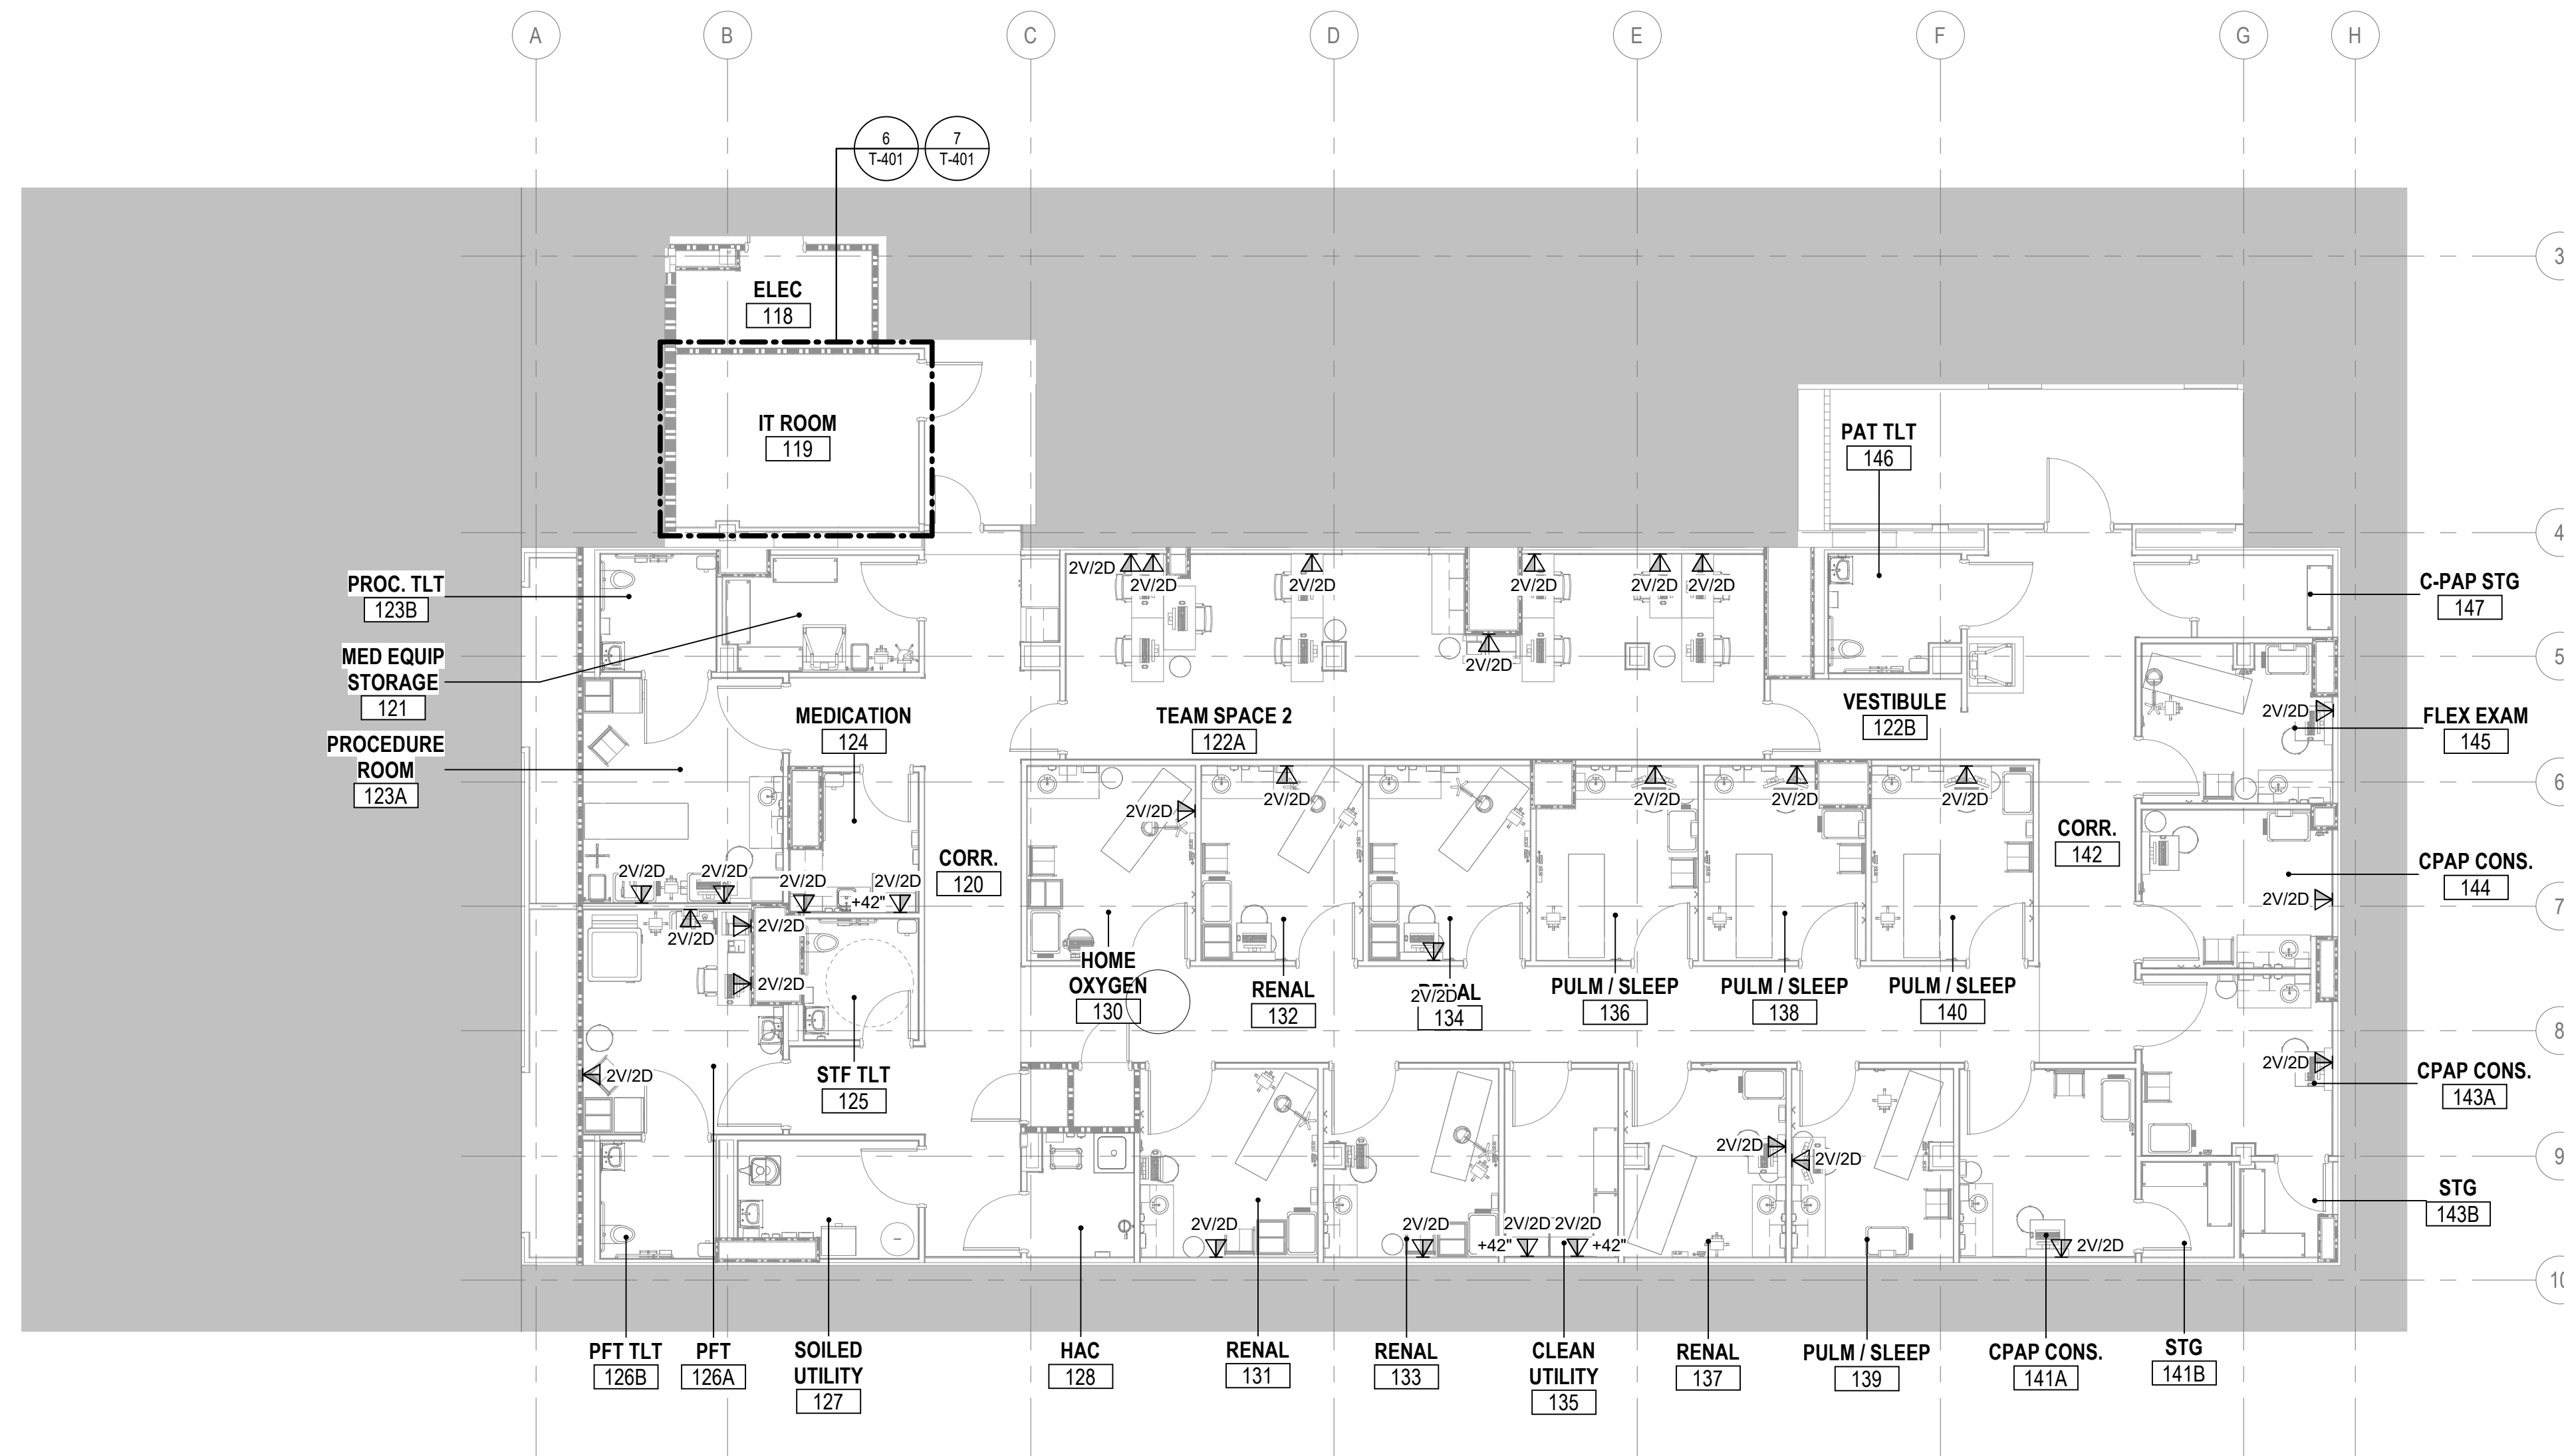 A
B
C
D
E
F
G
H
6
T-401
7
T-401
3
ELEC
118
IT ROOM
119
PAT TLT
146
4
PROC. TLT
123B
2V/2D
2V/2D
2V/2D
2V/2D
2V/2D
2V/2D
C-PAP STG
147
MED EQUIP
STORAGE
121
2V/2D
5
PROCEDURE
ROOM
123A
MEDICATION
124
TEAM SPACE 2
122A
VESTIBULE
122B
2V/2D
FLEX EXAM
145
6
2V/2D
2V/2D
2V/2D
2V/2D
2V/2D
CORR.
120
CORR.
142
CPAP CONS.
144
2V/2D
2V/2D
2V/2D
2V/2D
+42"
2V/2D
7
2V/2D
2V/2D
2V/2D
HOME
OXYGEN
130
RENAL
132
2V/2D
134
PULM / SLEEP
136
PULM / SLEEP
138
PULM / SLEEP
140
8
2V/2D
STF TLT
125
2V/2D
CPAP CONS.
143A
2V/2D
2V/2D
9
STG
143B
2V/2D
2V/2D
+42"
2V/2D
2V/2D
+42"
2V/2D
10
PFT TLT
126B
PFT
126A
SOILED
UTILITY
127
HAC
128
RENAL
131
RENAL
133
CLEAN
UTILITY
135
RENAL
137
PULM / SLEEP
139
CPAP CONS.
141A
STG
141B